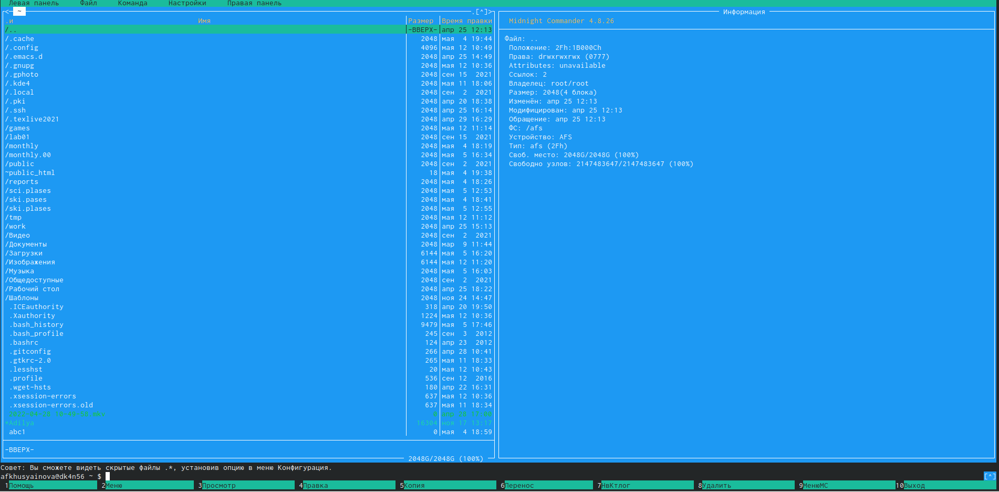 Левая панель Файл Команда Настройки Правая панель
<- ~ .[^]> Информация
.и Имя Размер Время правки Midnight Commander 4.8.26
/.. -ВВЕРХ- апр 25 12:13
/.cache 2048 мая 4 19:44 Файл: ..
/.config 4096 мая 12 10:49 Положение: 2Fh:1B000Ch
/.emacs.d 2048 апр 25 14:49 Права: drwxrwxrwx (0777)
/.gnupg 2048 мая 12 10:36 Attributes: unavailable
/.gphoto 2048 сен 15 2021 Ссылок: 2
/.kde4 2048 мая 11 18:06 Владелец: root/root
/.local 2048 сен 2 2021 Размер: 2048(4 блока)
/.pki 2048 апр 20 18:38 Изменён: апр 25 12:13
/.ssh 2048 апр 25 16:14 Модифицирован: апр 25 12:13
/.texlive2021 2048 апр 29 16:29 Обращение: апр 25 12:13
/games 2048 мая 12 11:14 ФС: /afs
/lab01 2048 сен 15 2021 Устройство: AFS
/monthly 2048 мая 4 18:19 Тип: afs (2Fh)
/monthly.00 2048 мая 5 16:34 Своб. место: 2048G/2048G (100%)
/public 2048 сен 2 2021 Свободно узлов: 2147483647/2147483647 (100%)
~public_html 18 мая 4 19:38
/reports 2048 мая 4 18:26
/sci.plases 2048 мая 5 12:53
/ski.pases 2048 мая 4 18:41
/ski.plases 2048 мая 5 12:55
/tmp 2048 мая 12 11:12
/work 2048 апр 25 15:13
/Видео 2048 сен 2 2021
/Документы 2048 мар 9 11:44
/Загрузки 6144 мая 5 16:20
/Изображения 6144 мая 12 11:20
/Музыка 2048 мая 5 16:03
/Общедоступные 2048 сен 2 2021
/Рабочий стол 2048 апр 25 18:22
/Шаблоны 2048 ноя 24 14:47
.ICEauthority 318 апр 20 19:50
.Xauthority 1224 мая 12 10:36
.bash_history 9479 мая 5 17:46
.bash_profile 245 сен 3 2012
.bashrc 124 апр 23 2012
.gitconfig 266 апр 28 10:41
.gtkrc-2.0 265 мая 11 18:33
.lesshst 20 мая 12 10:43
.profile 536 сен 12 2016
.wget-hsts 180 апр 22 16:31
.xsession-errors 637 мая 12 10:36
.xsession-errors.old 637 мая 11 18:34
*Adilya 16304 ноя 17 13:17
abc1 0 мая 4 18:59
-ВВЕРХ-
2048G/2048G (100%)
Совет: Вы сможете видеть скрытые файлы .*, установив опцию в меню Конфигурация.
afkhusyainova@dk4n56 ~ $ [^]
1Помощь 2Меню 3Просмотр 4Правка 5Копия 6Перенос 7НвКтлог 8Удалить 9МенюMC 10Выход